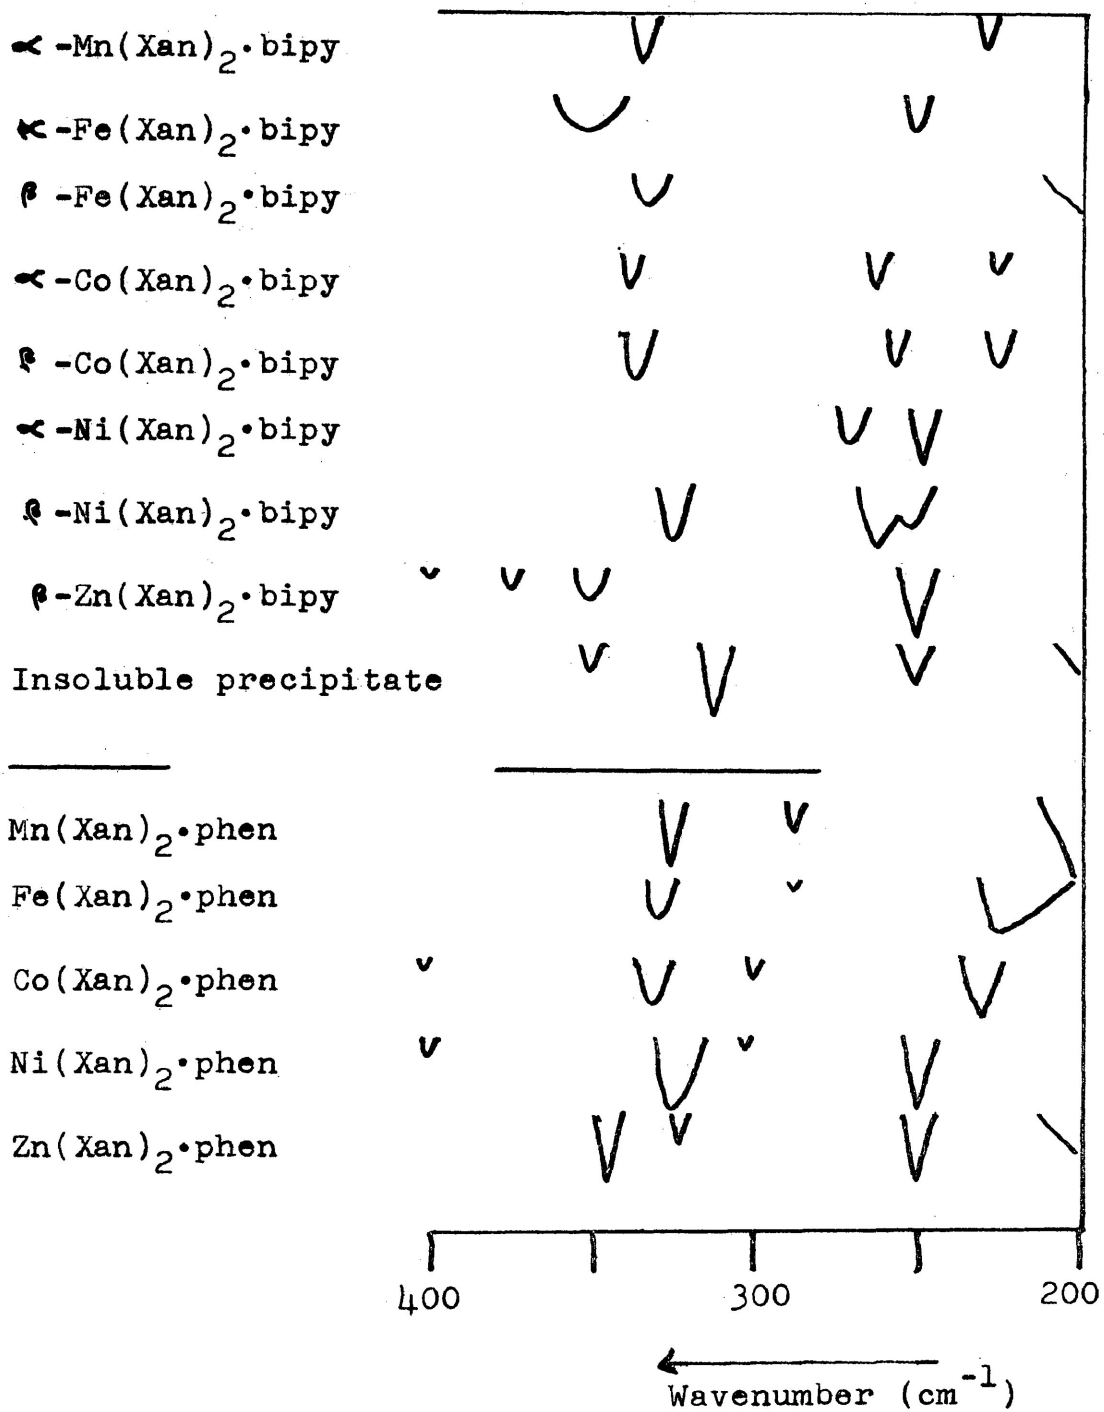 α-Mn(Xan)₂·bipy
α-Fe(Xan)₂·bipy
β-Fe(Xan)₂·bipy
α-Co(Xan)₂·bipy
β-Co(Xan)₂·bipy
α-Ni(Xan)₂·bipy
β-Ni(Xan)₂·bipy
β-Zn(Xan)₂·bipy
Insoluble precipitate
Mn(Xan)₂·phen
Fe(Xan)₂·phen
Co(Xan)₂·phen
Ni(Xan)₂·phen
Zn(Xan)₂·phen
400 300 200
Wavenumber (cm⁻¹)